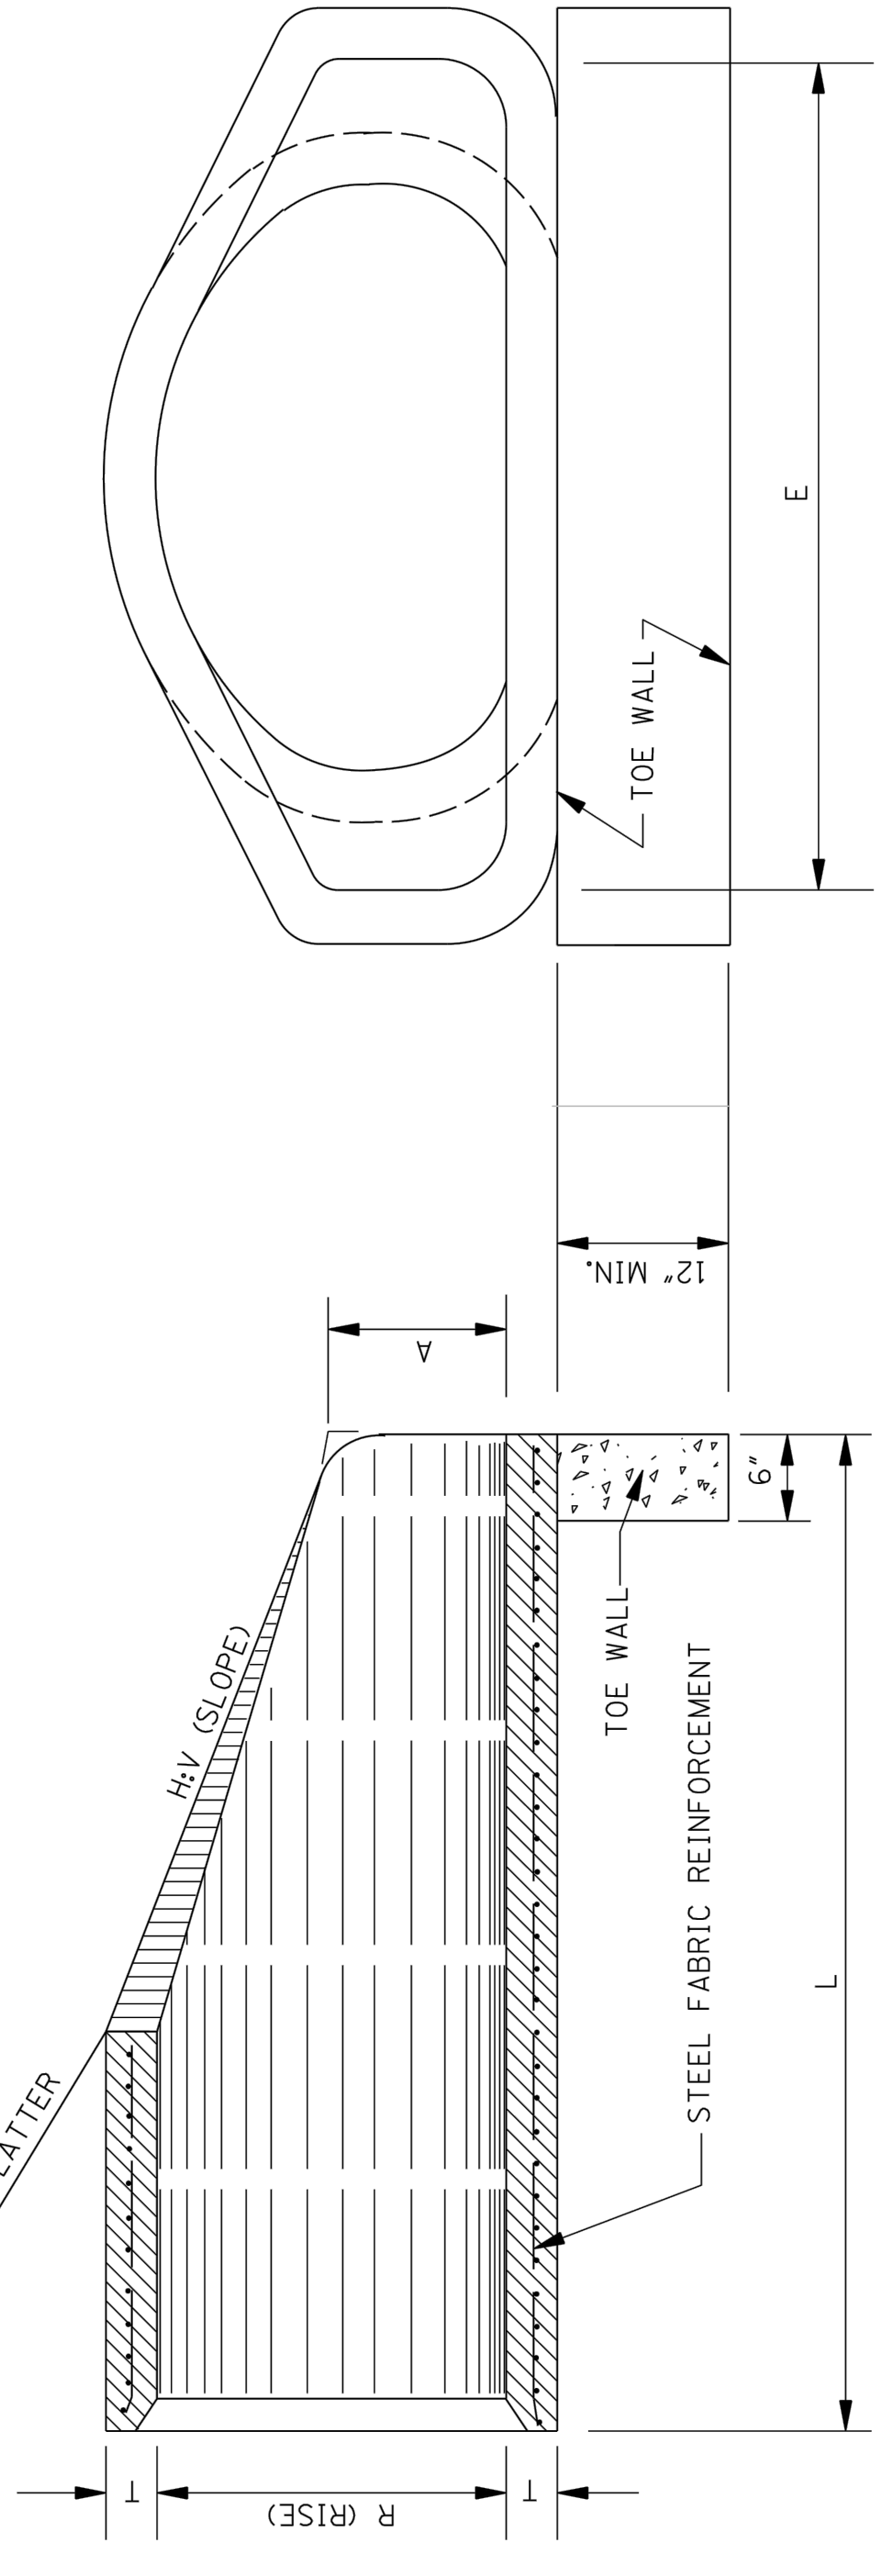 E
TOE WALL
12" MIN.
A
6"
H:V (SLOPE)
TOE WALL
STEEL FABRIC REINFORCEMENT
L
LATTER
T
R (RISE)
T